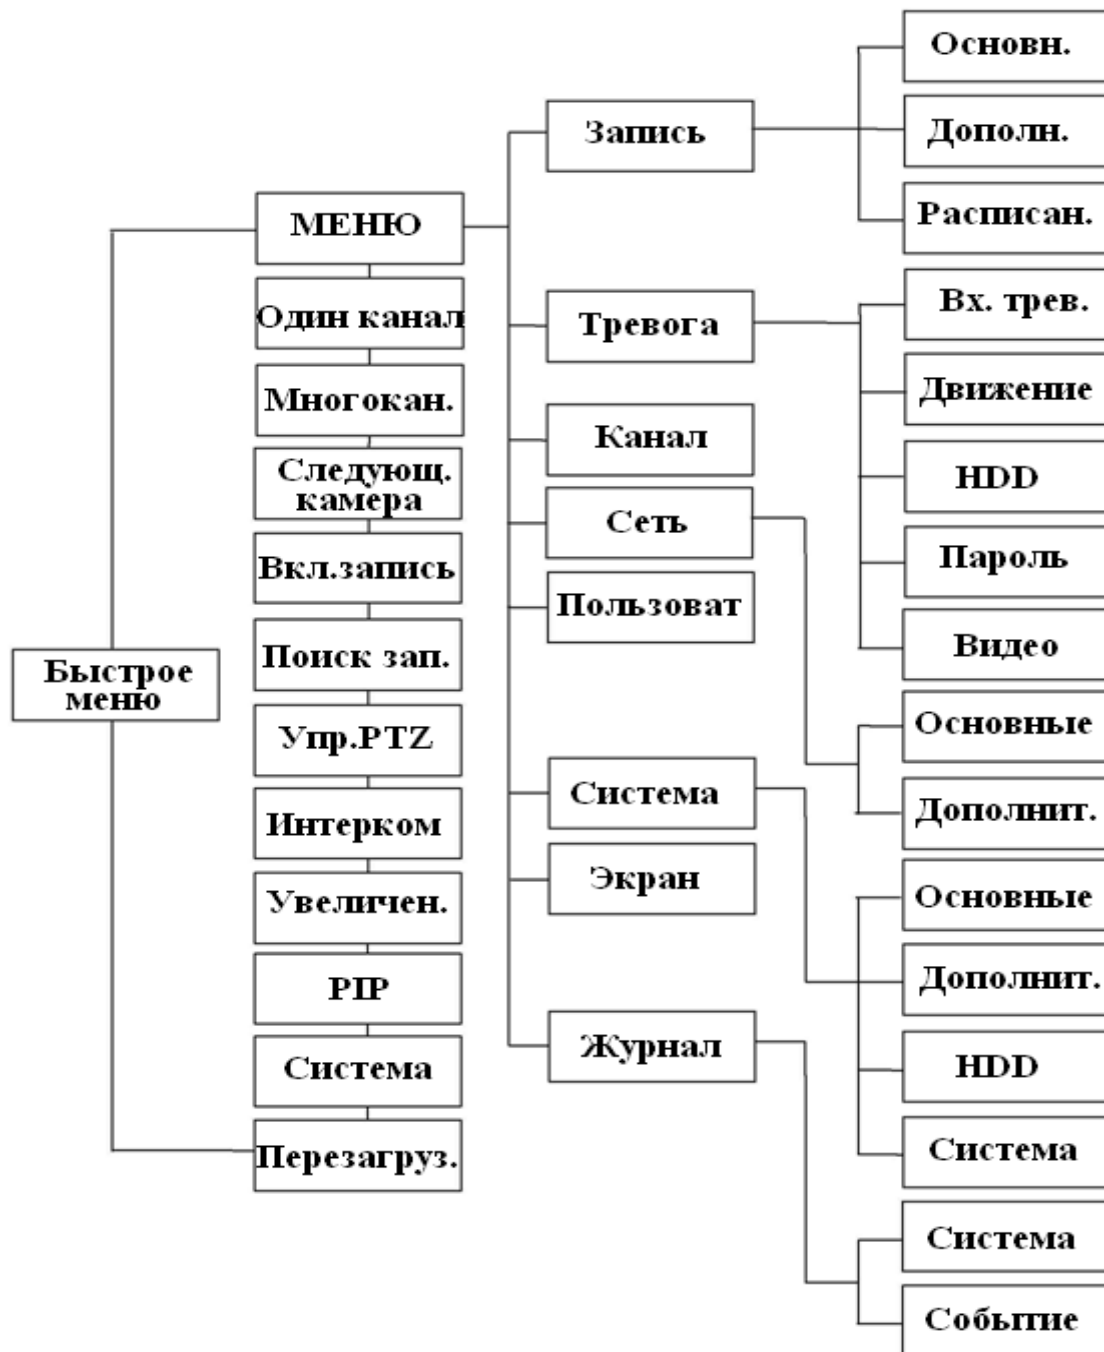 Быстрое
меню
МЕНЮ
Один канал
Многокан.
Следующ.
камера
Вкл.запись
Поиск зап.
Упр.PTZ
Интерком
Увеличен.
PIP
Система
Перезагруз.
Запись
Тревога
Канал
Сеть
Пользоват
Система
Экран
Журнал
Основн.
Дополн.
Расписан.
Вх. трев.
Движение
HDD
Пароль
Видео
Основные
Дополнит.
Основные
Дополнит.
HDD
Система
Система
Событие